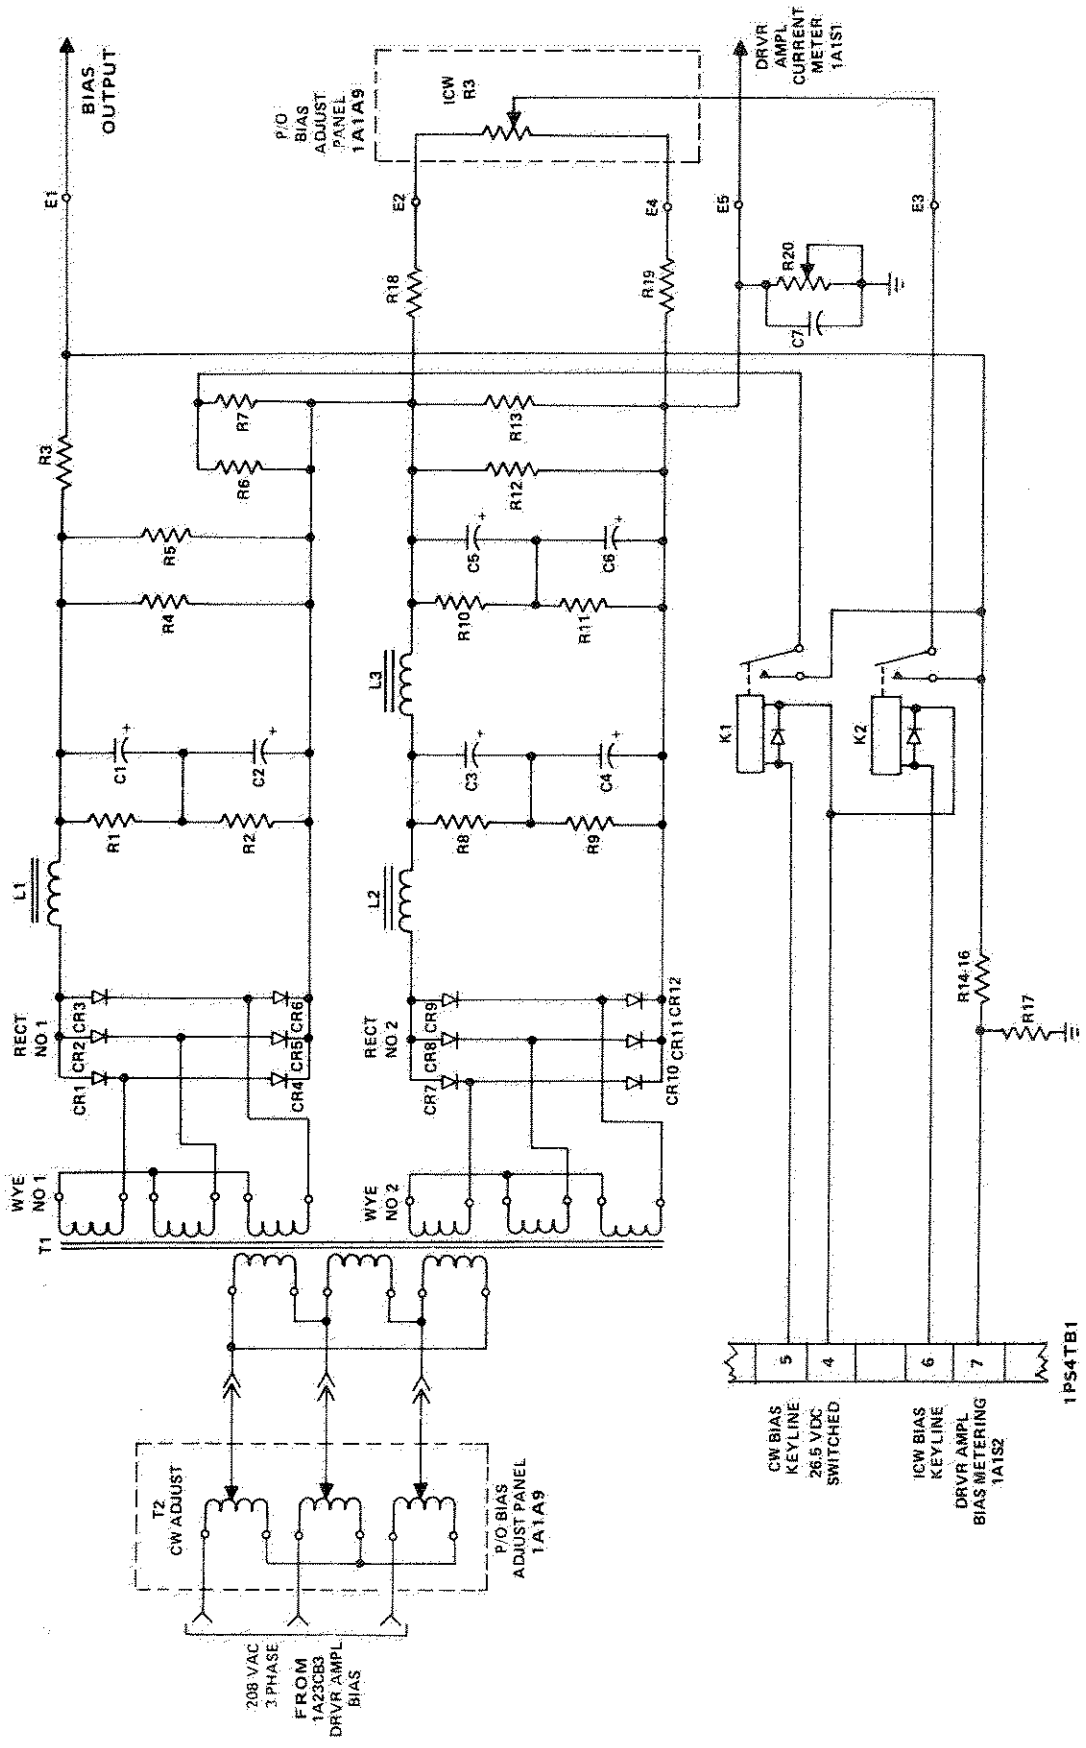 208 VAC
3 PHASE
FROM
1A23CB3
DRVR AMPL
BIAS
T2
CW ADJUST
P/O BIAS
ADJUST PANEL
1A1A9
T1
WYE
NO 1
WYE
NO 2
RECT
NO. 1
CR1
CR2
CR3
CR4
CR5
CR6
RECT
NO. 2
CR7
CR8
CR9
CR10
CR11
CR12
L1
R1
R2
C1
+
C2
+
R4
R5
R3
R6
R7
L2
R8
R9
C3
+
C4
+
L3
R10
R11
C5
+
C6
+
R12
R13
R18
R19
E1
BIAS
OUTPUT
E2
E4
P/O
BIAS
ADJUST
PANEL
1A1A9
ICW
R3
E5
DRVR
AMPL
CURRENT
METER
1A1S1
C7
R20
E3
K1
K2
R14-16
R17
CW BIAS
KEYLINE
5
26.5 VDC
SWITCHED
4
ICW BIAS
KEYLINE
6
DRVR AMPL
BIAS METERING
1A1S2
7
1PS4TB1